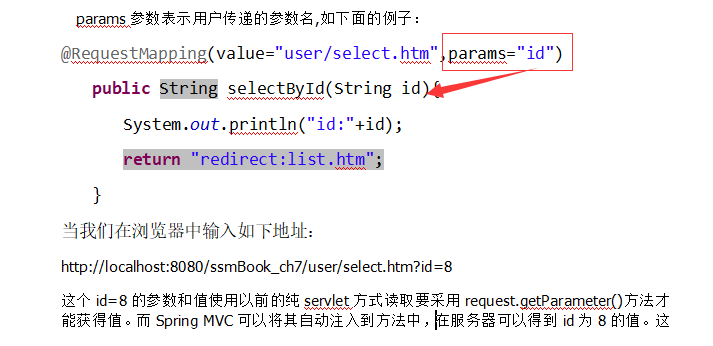 params 参数表示用户传递的参数名,如下面的例子：
@RequestMapping(value="user/select.htm",params="id")
public String selectById(String id){
System.out.println("id:"+id);
return "redirect:list.htm";
}
当我们在浏览器中输入如下地址：
http://localhost:8080/ssmBook_ch7/user/select.htm?id=8
这个 id=8 的参数和值使用以前的纯 servlet 方式读取要采用 request.getParameter()方法才
能获得值。而 Spring MVC 可以将其自动注入到方法中，在服务器可以得到 id 为 8 的值。这